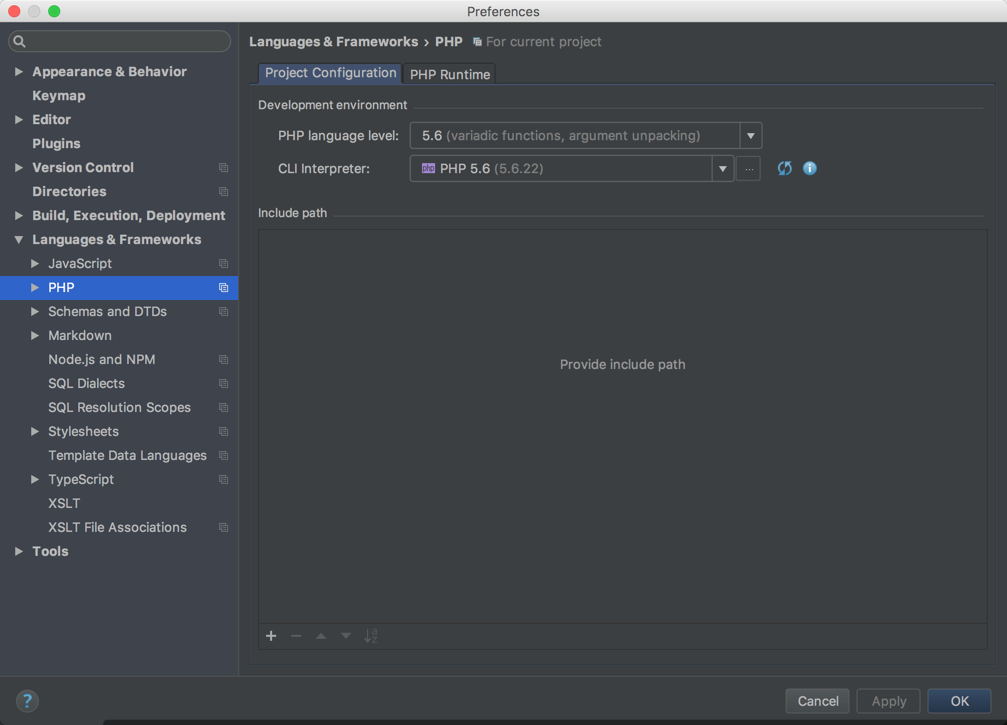 Preferences
Appearance & Behavior
Keymap
Editor
Plugins
Version Control
Directories
Build, Execution, Deployment
Languages & Frameworks
JavaScript
PHP
Schemas and DTDs
Markdown
Node.js and NPM
SQL Dialects
SQL Resolution Scopes
Stylesheets
Template Data Languages
TypeScript
XSLT
XSLT File Associations
Tools
Languages & Frameworks › PHP For current project
Project Configuration PHP Runtime
Development environment
PHP language level: 5.6 (variadic functions, argument unpacking)
CLI Interpreter: php PHP 5.6 (5.6.22) ...
Include path
Provide include path
? Cancel Apply OK